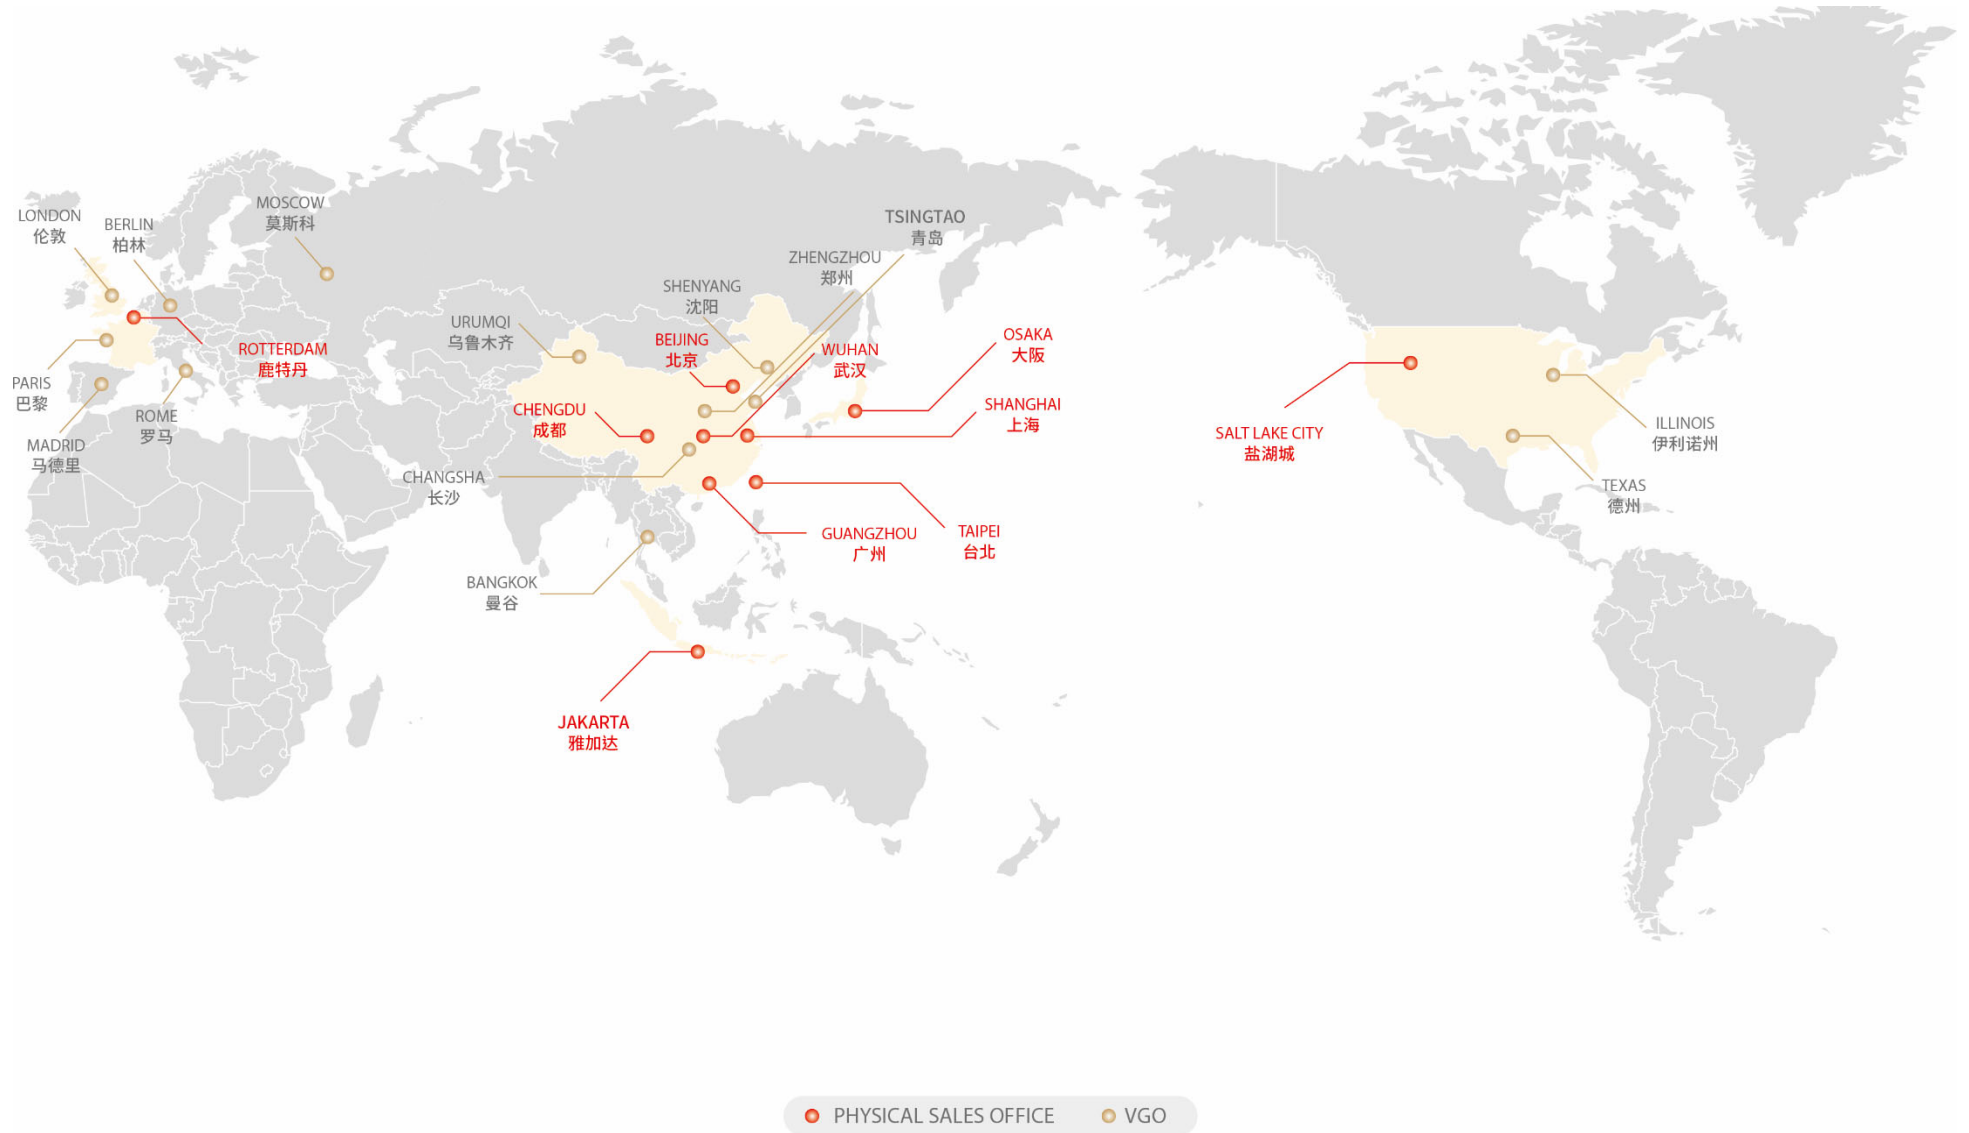 LONDON
伦敦
BERLIN
柏林
MOSCOW
莫斯科
TSINGTAO
青岛
ZHENGZHOU
郑州
SHENYANG
沈阳
URUMQI
乌鲁木齐
BEIJING
北京
WUHAN
武汉
OSAKA
大阪
ROTTERDAM
鹿特丹
PARIS
巴黎
ROME
罗马
MADRID
马德里
CHENGDU
成都
SHANGHAI
上海
SALT LAKE CITY
盐湖城
ILLINOIS
伊利诺州
CHANGSHA
长沙
TEXAS
德州
GUANGZHOU
广州
TAIPEI
台北
BANGKOK
曼谷
JAKARTA
雅加达
PHYSICAL SALES OFFICE
VGO